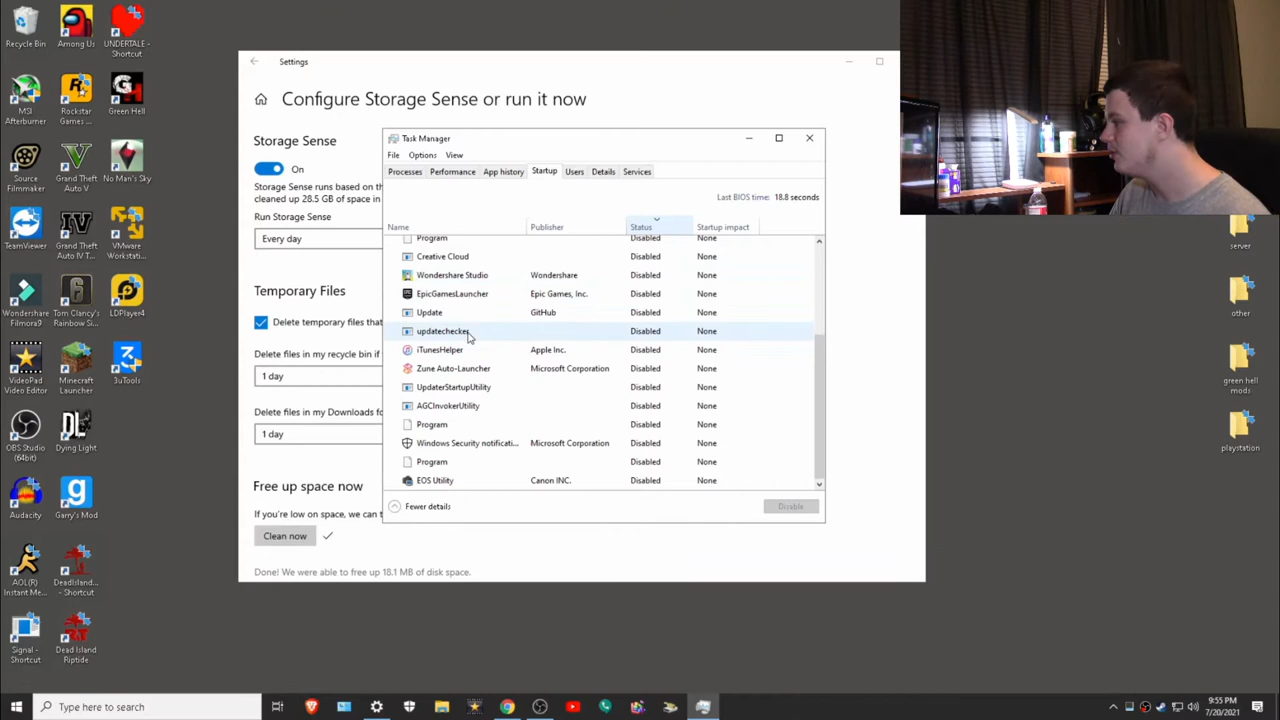 Recycle Bin
Among Us
UNDERTALE - Shortcut
MSI Afterburner
Rockstar Games ...
Green Hell
Source Filmmaker
Grand Theft Auto V
No Man's Sky
TeamViewer
Grand Theft Auto IV T...
VMware Workstati...
Wondershare Filmora9
Tom Clancy's Rainbow Si...
LDPlayer4
VideoPad Video Editor
Minecraft Launcher
3uTools
OBS Studio (64bit)
Dying Light
Audacity
Garry's Mod
AOL(R) Instant Me...
DeadIsland... - Shortcut
Signal - Shortcut
Dead Island Riptide
Settings
Configure Storage Sense or run it now
Storage Sense
On
Storage Sense runs based on the
cleaned up 28.5 GB of space in
Run Storage Sense
Every day
Temporary Files
Delete temporary files that
Delete files in my recycle bin if
1 day
Delete files in my Downloads fo
1 day
Free up space now
If you're low on space, we can t
Clean now
Done! We were able to free up 18.1 MB of disk space.
Task Manager
File Options View
Processes Performance App history Startup Users Details Services
Last BIOS time: 18.8 seconds
Name Publisher Status Startup impact
Program Disabled None
Creative Cloud Disabled None
Wondershare Studio Wondershare Disabled None
EpicGamesLauncher Epic Games, Inc. Disabled None
Update GitHub Disabled None
updatechecker Disabled None
iTunesHelper Apple Inc. Disabled None
Zune Auto-Launcher Microsoft Corporation Disabled None
UpdaterStartupUtility Disabled None
AGCInvokerUtility Disabled None
Program Disabled None
Windows Security notificati... Microsoft Corporation Disabled None
Program Disabled None
EOS Utility Canon INC. Disabled None
Fewer details
Disable
server
other
green hell mods
playstation
Type here to search
9:55 PM
7/20/2021